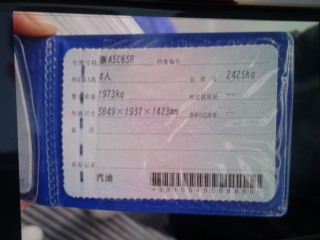 号牌号码 浙A5C65R 档案编号
核定载人数 4人 总质量 2425kg
整备质量 1973kg 核定载质量 --
外廓尺寸 5049×1937×1423mm 准牵引总质量 --
备注
检验记录
汽油